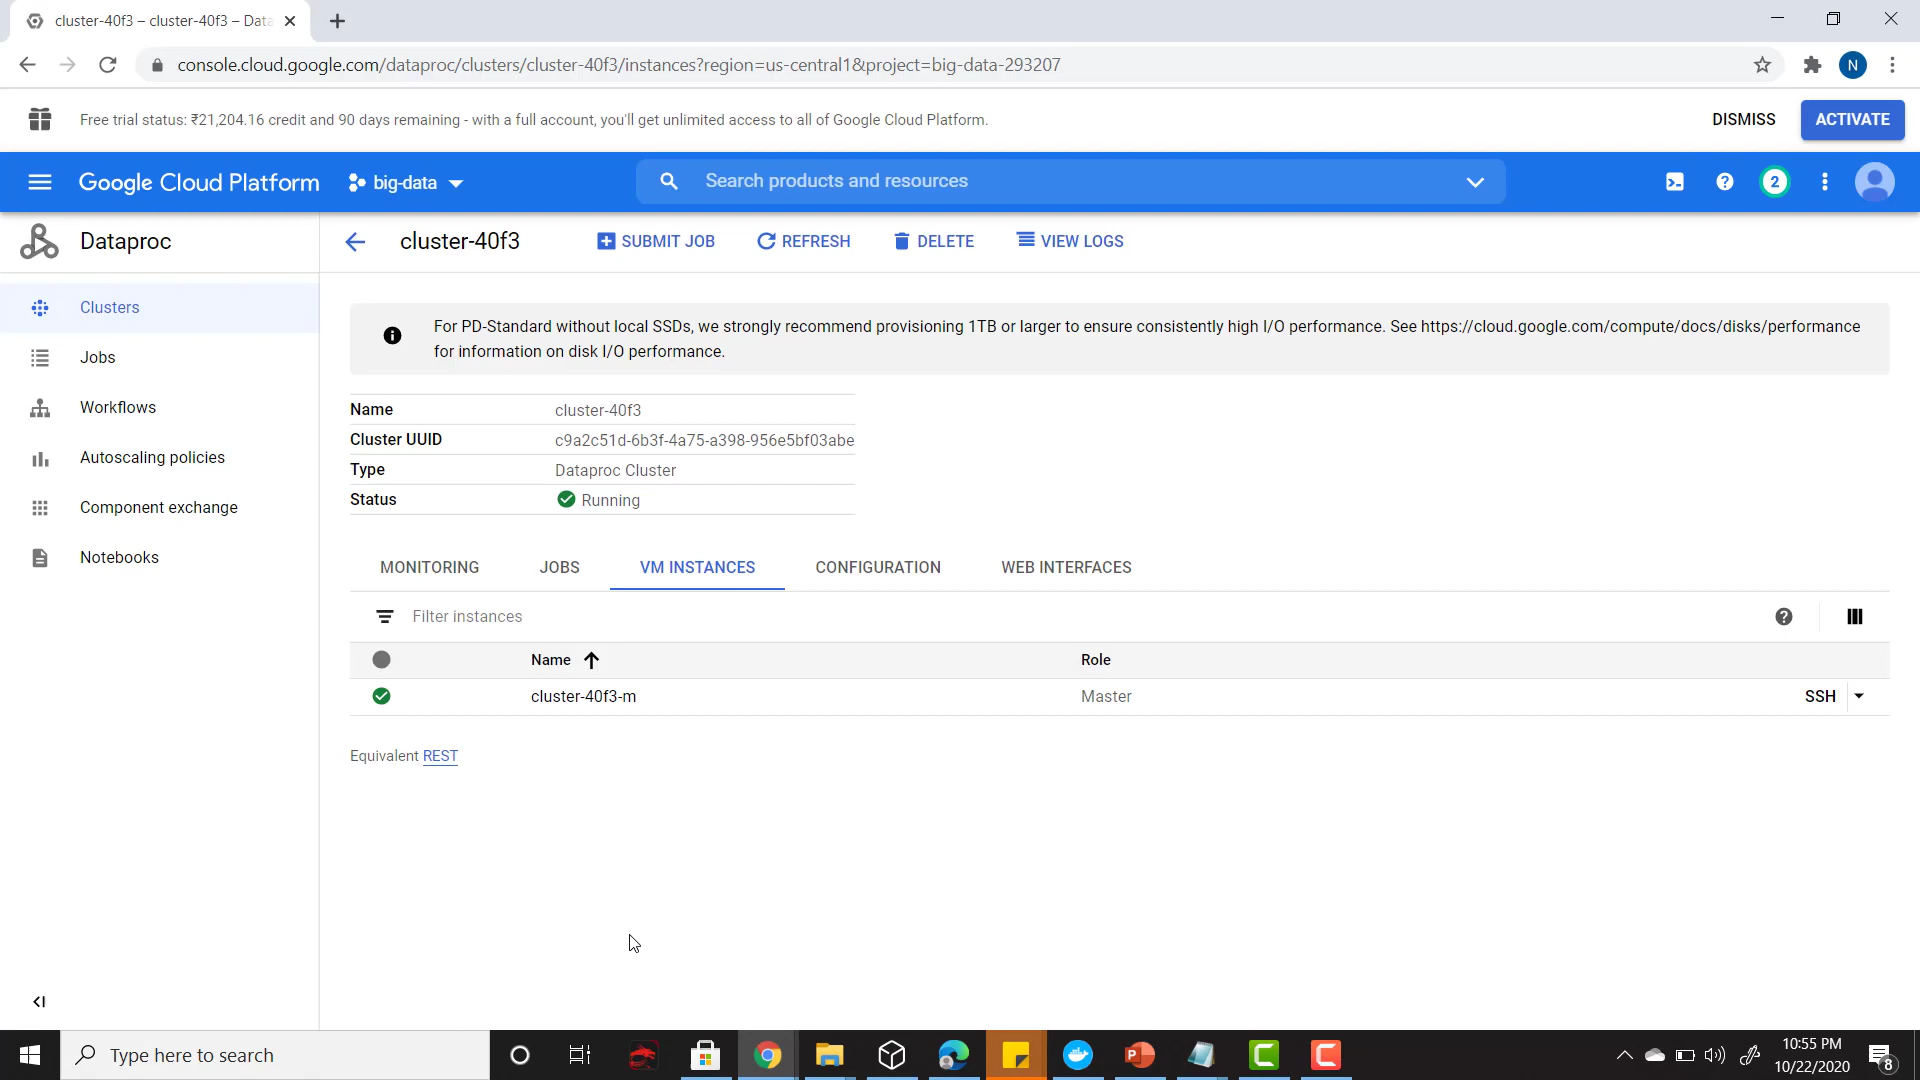 cluster-40f3 – cluster-40f3 – Data
console.cloud.google.com/dataproc/clusters/cluster-40f3/instances?region=us-central1&project=big-data-293207
N
Free trial status: ₹21,204.16 credit and 90 days remaining - with a full account, you'll get unlimited access to all of Google Cloud Platform.
DISMISS
ACTIVATE
Google Cloud Platform
big-data
Search products and resources
2
Dataproc
cluster-40f3
SUBMIT JOB
REFRESH
DELETE
VIEW LOGS
Clusters
Jobs
Workflows
Autoscaling policies
Component exchange
Notebooks
For PD-Standard without local SSDs, we strongly recommend provisioning 1TB or larger to ensure consistently high I/O performance. See https://cloud.google.com/compute/docs/disks/performance
for information on disk I/O performance.
Name cluster-40f3
Cluster UUID c9a2c51d-6b3f-4a75-a398-956e5bf03abe
Type Dataproc Cluster
Status Running
MONITORING JOBS VM INSTANCES CONFIGURATION WEB INTERFACES
Filter instances
Name Role
cluster-40f3-m Master SSH
Equivalent REST
Type here to search
10:55 PM
10/22/2020
8